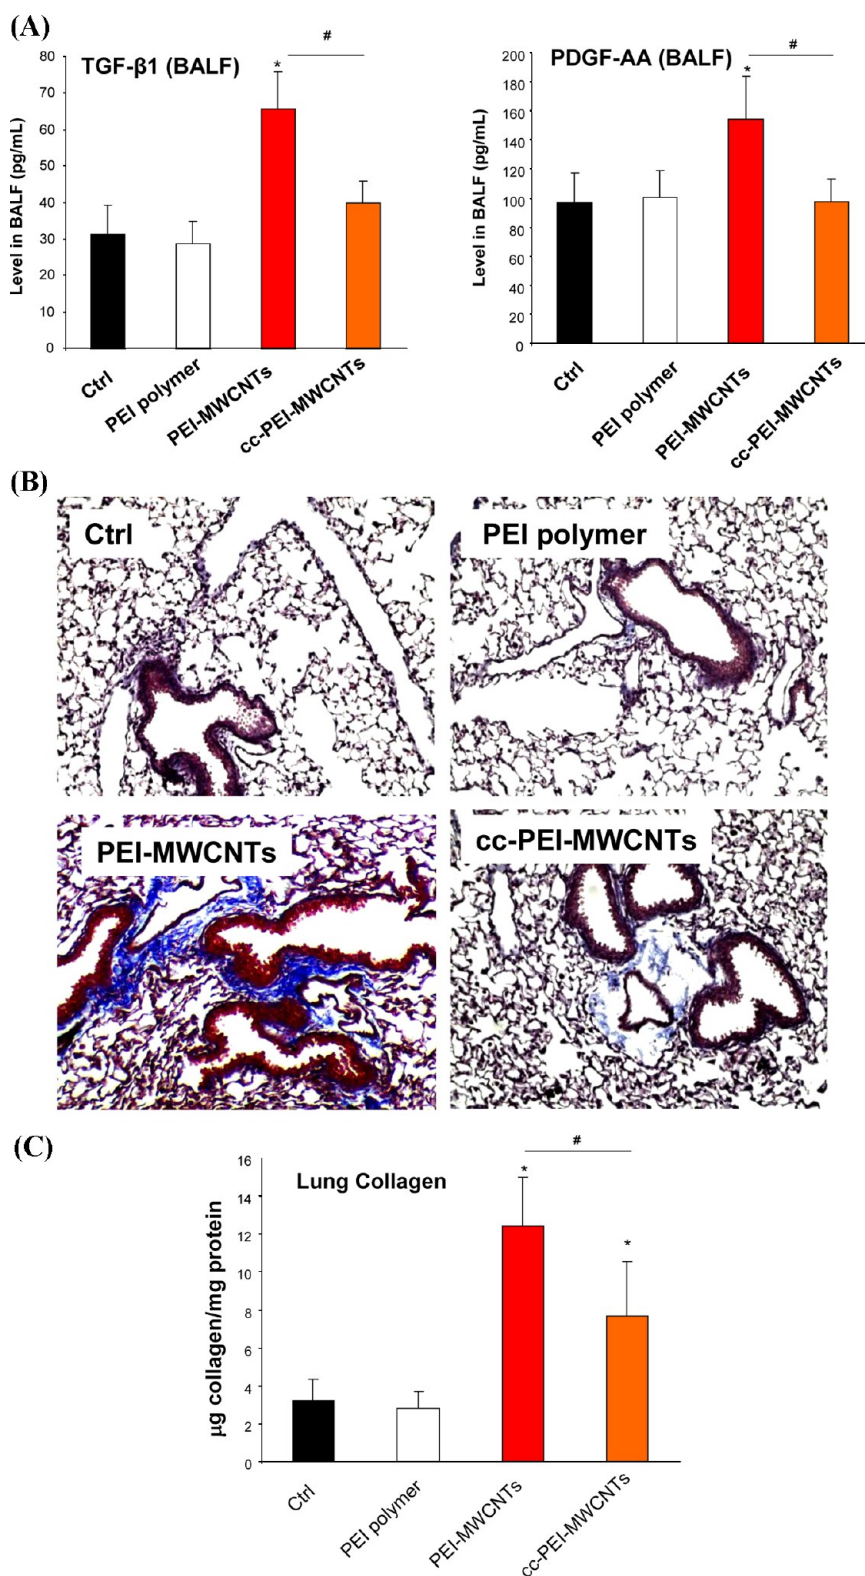 (A)
TGF-β1 (BALF)
#
*
Level in BALF (pg/mL)
80
70
60
50
40
30
20
10
0
Ctrl
PEI polymer
PEI-MWCNTs
cc-PEI-MWCNTs
PDGF-AA (BALF)
#
*
Level in BALF (pg/mL)
200
180
160
140
120
100
80
60
40
20
0
Ctrl
PEI polymer
PEI-MWCNTs
cc-PEI-MWCNTs
(B)
Ctrl
PEI polymer
PEI-MWCNTs
cc-PEI-MWCNTs
(C)
Lung Collagen
#
*
*
µg collagen/mg protein
16
14
12
10
8
6
4
2
0
Ctrl
PEI polymer
PEI-MWCNTs
cc-PEI-MWCNTs